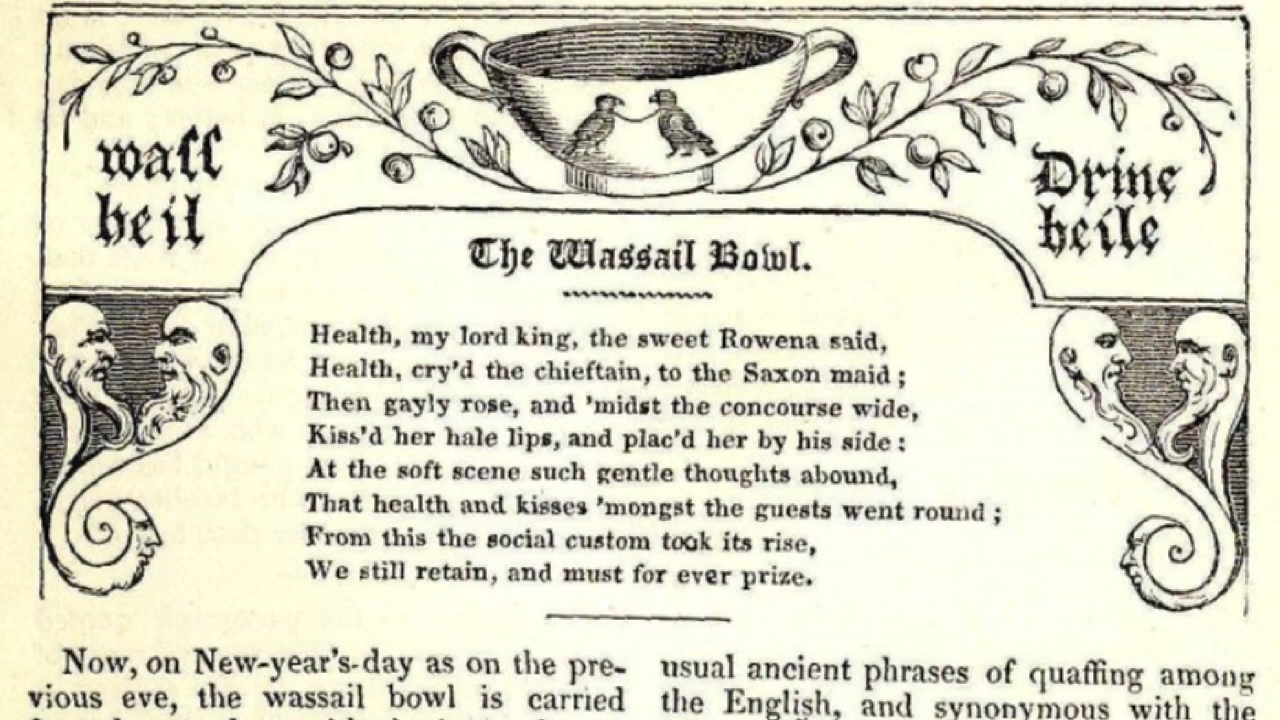 wass
heil
Drinc
heile
The Wassail Bowl.
Health, my lord king, the sweet Rowena said,
Health, cry'd the chieftain, to the Saxon maid;
Then gayly rose, and 'midst the concourse wide,
Kiss'd her hale lips, and plac'd her by his side:
At the soft scene such gentle thoughts abound,
That health and kisses 'mongst the guests went round;
From this the social custom took its rise,
We still retain, and must for ever prize.
Now, on New-year's-day as on the pre-
vious eve, the wassail bowl is carried
usual ancient phrases of quaffing among
the English, and synonymous with the